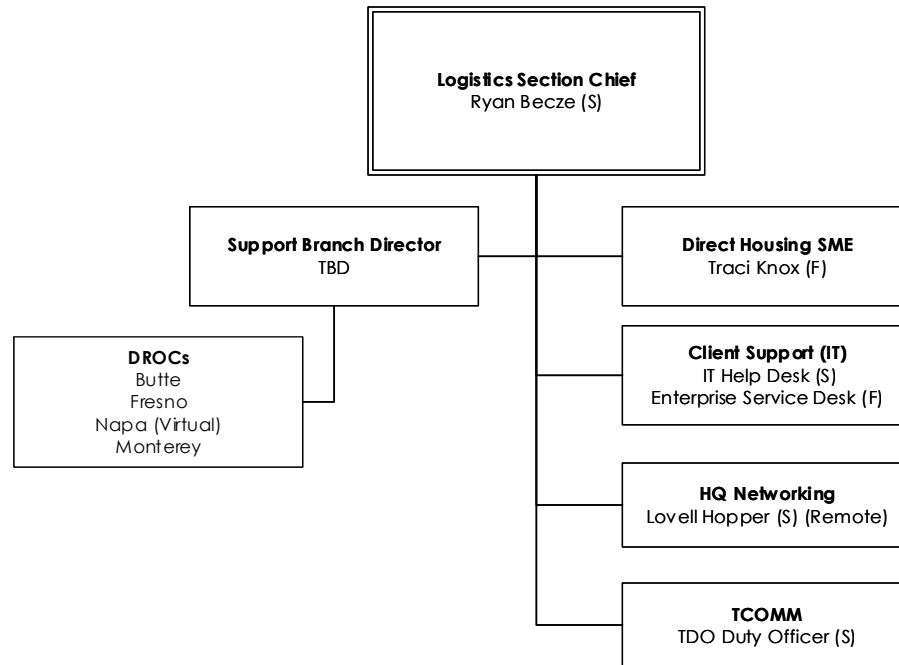 Logistics Section Chief
Ryan Becze (S)
Support Branch Director
TBD
Direct Housing SME
Traci Knox (F)
DROCs
Butte
Fresno
Napa (Virtual)
Monterey
Client Support (IT)
IT Help Desk (S)
Enterprise Service Desk (F)
HQ Networking
Lovell Hopper (S) (Remote)
TCOMM
TDO Duty Officer (S)